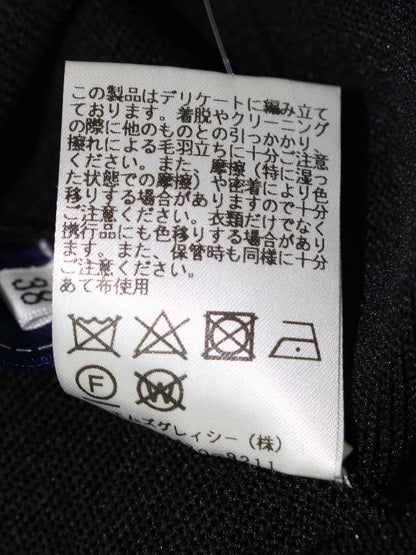 この製品はデリケートに編み立て
ております。着脱やクリーニング
の際に他のものとの引っかかり、
擦れによる毛羽立ちに十分ご注意
ください。また、摩擦（特に湿っ
た状態での摩擦）や密着により色
移りする場合がありますので十分
ご注意ください。衣類だけでなく
携行品にも色移りする場合があり
ます。また、保管時も同様に十分
ご注意ください。
あて布使用
F
W
スグレィシー（株）
9211
38